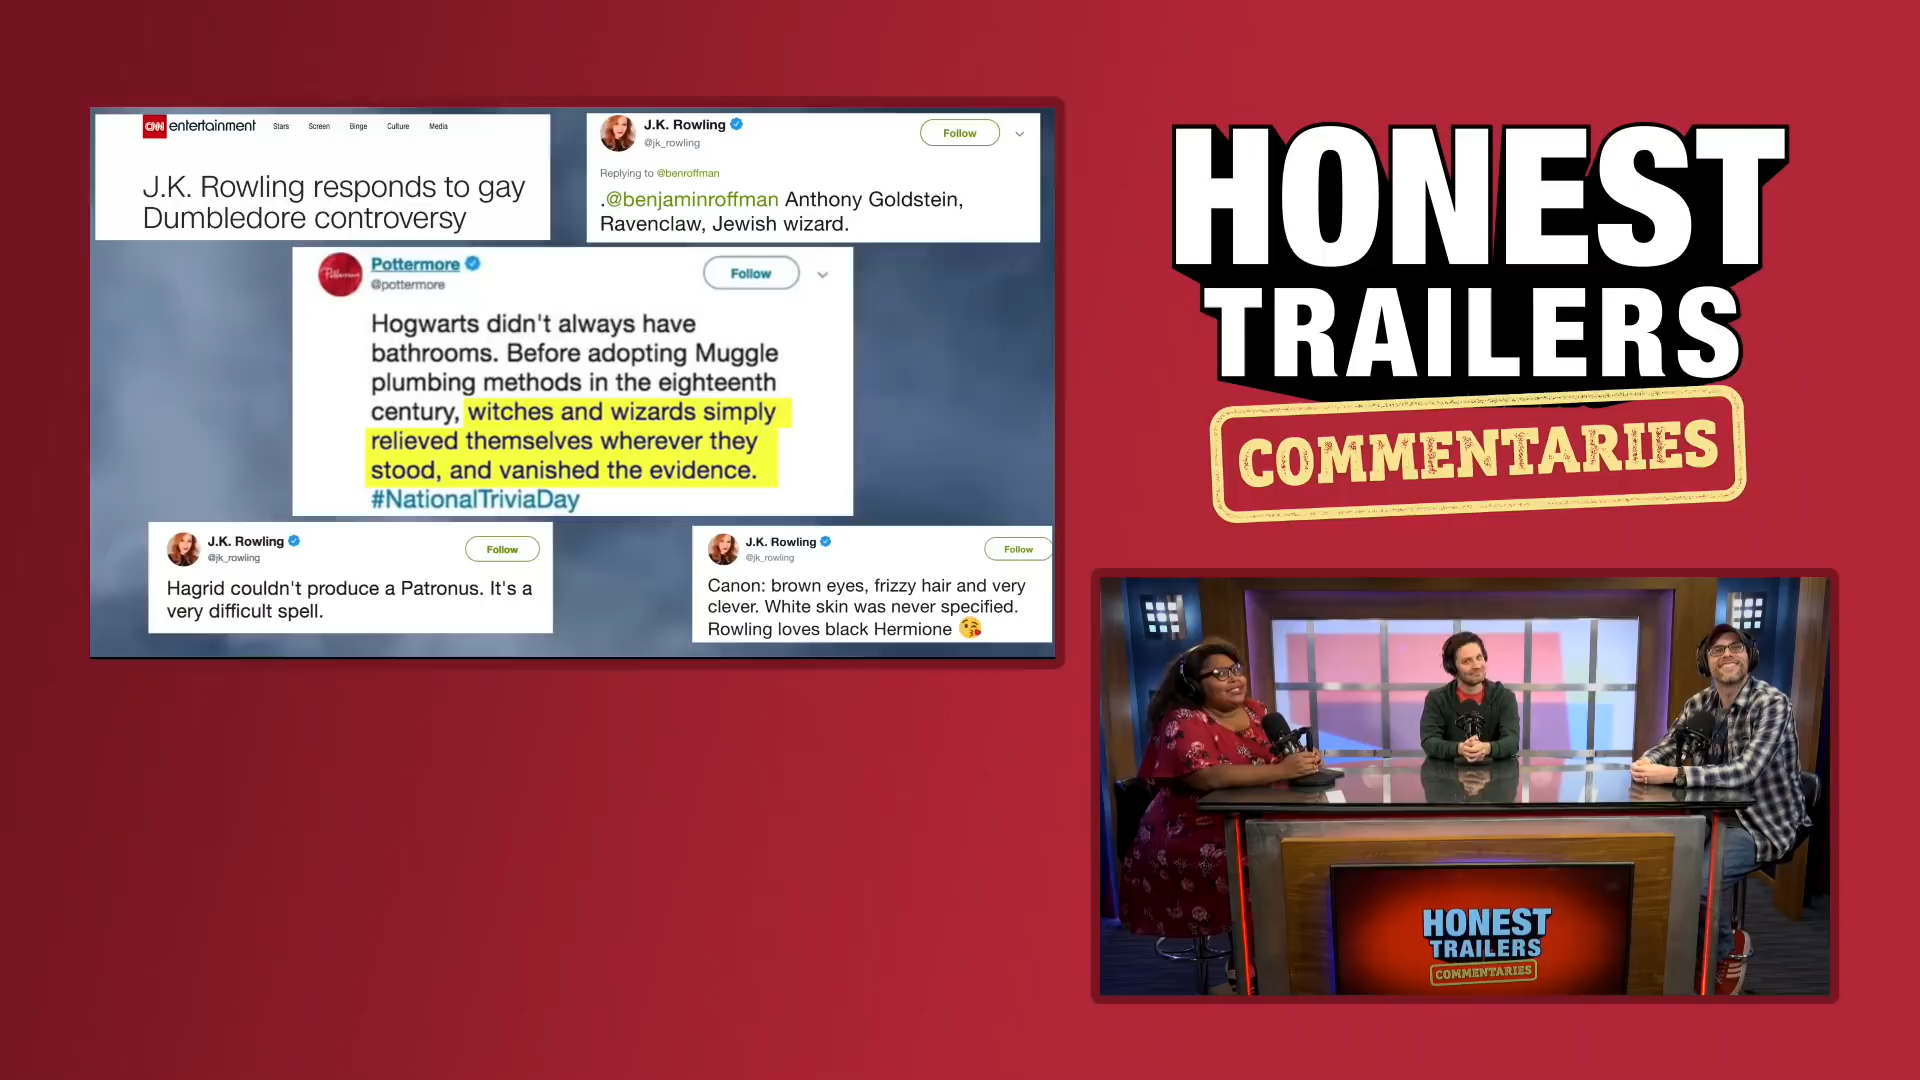 CNN entertainment Stars Screen Binge Culture Media
J.K. Rowling responds to gay
Dumbledore controversy
J.K. Rowling
@jk_rowling
Follow
Replying to @benroffman
.@benjaminroffman Anthony Goldstein,
Ravenclaw, Jewish wizard.
Pottermore
@pottermore
Follow
Hogwarts didn't always have
bathrooms. Before adopting Muggle
plumbing methods in the eighteenth
century, witches and wizards simply
relieved themselves wherever they
stood, and vanished the evidence.
#NationalTriviaDay
J.K. Rowling
@jk_rowling
Follow
Hagrid couldn't produce a Patronus. It's a
very difficult spell.
J.K. Rowling
@jk_rowling
Follow
Canon: brown eyes, frizzy hair and very
clever. White skin was never specified.
Rowling loves black Hermione 😘
HONEST
TRAILERS
COMMENTARIES
HONEST
TRAILERS
COMMENTARIES